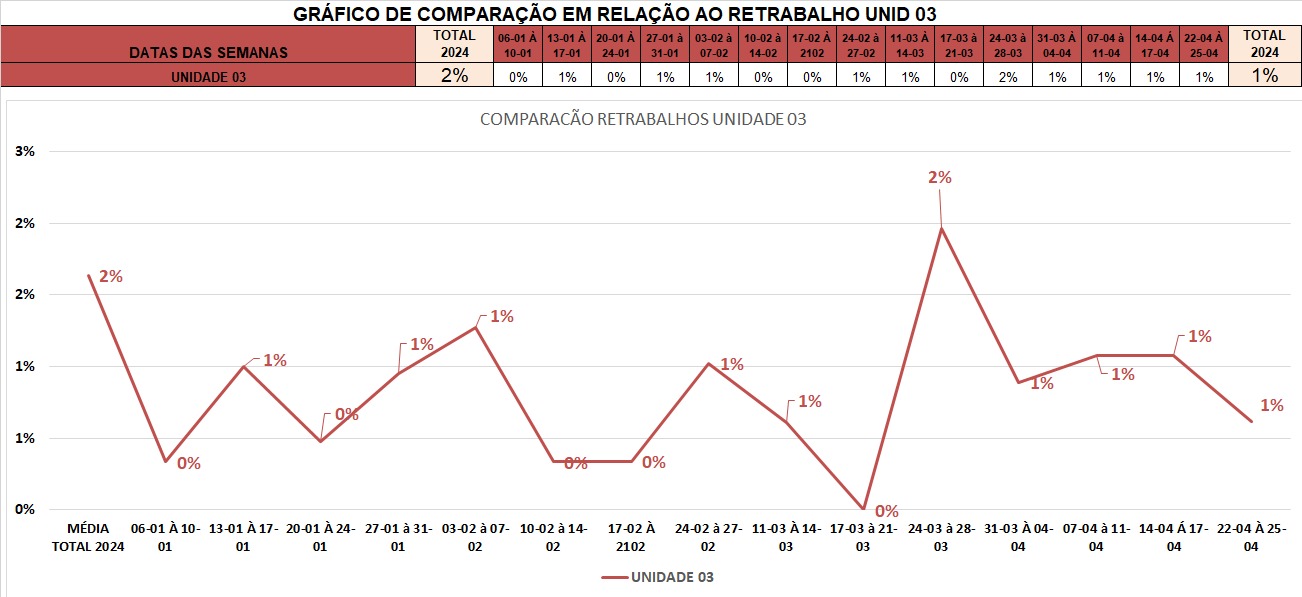 GRÁFICO DE COMPARAÇÃO EM RELAÇÃO AO RETRABALHO UNID 03
DATAS DAS SEMANAS
TOTAL 2024
06-01 Á 10-01
13-01 Á 17-01
20-01 Á 24-01
27-01 à 31-01
03-02 à 07-02
10-02 à 14-02
17-02 Á 2102
24-02 à 27-02
11-03 Á 14-03
17-03 à 21-03
24-03 à 28-03
31-03 Á 04-04
07-04 à 11-04
14-04 Á 17-04
22-04 Á 25-04
TOTAL 2024
UNIDADE 03 2% 0% 1% 0% 1% 1% 0% 0% 1% 1% 0% 2% 1% 1% 1% 1% 1%
COMPARACÃO RETRABALHOS UNIDADE 03
3%
2%
2%
1%
1%
0%
2%
0%
1%
0%
1%
1%
0%
0%
1%
1%
0%
2%
1%
1%
1%
1%
MÉDIA TOTAL 2024
06-01 À 10-01
13-01 À 17-01
20-01 À 24-01
27-01 à 31-01
03-02 à 07-02
10-02 à 14-02
17-02 À 2102
24-02 à 27-02
11-03 À 14-03
17-03 à 21-03
24-03 à 28-03
31-03 À 04-04
07-04 à 11-04
14-04 Á 17-04
22-04 À 25-04
UNIDADE 03